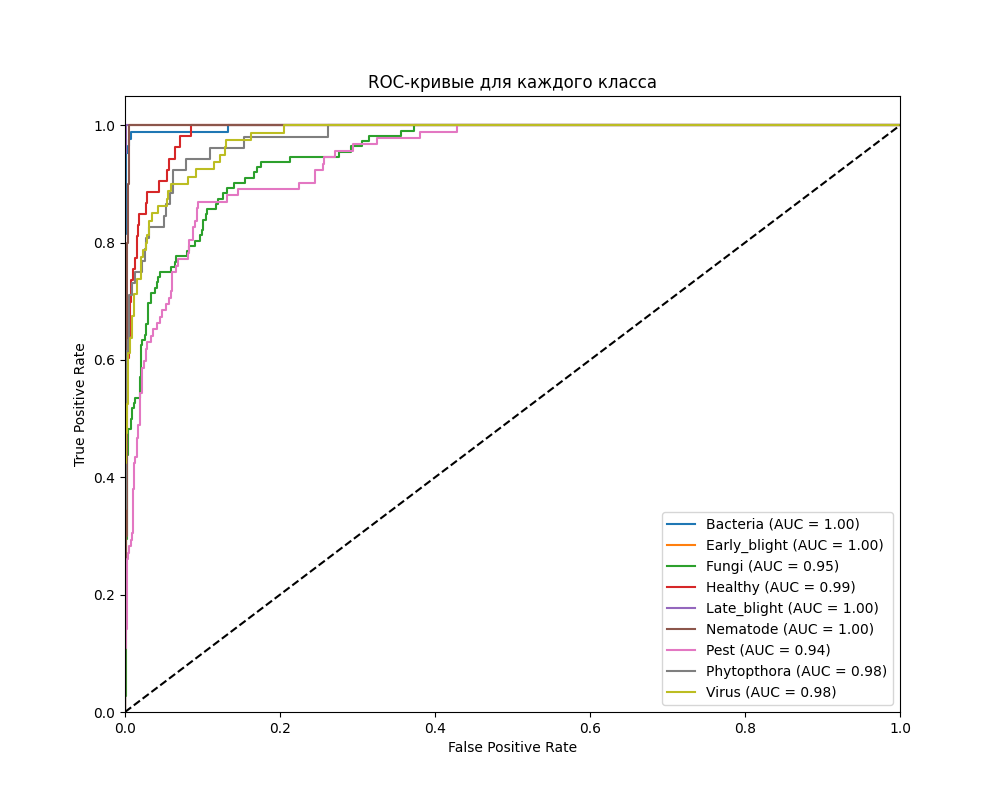 ROC-кривые для каждого класса
True Positive Rate
1.0
0.8
0.6
0.4
0.2
0.0
0.0 0.2 0.4 0.6 0.8 1.0
False Positive Rate
Bacteria (AUC = 1.00)
Early_blight (AUC = 1.00)
Fungi (AUC = 0.95)
Healthy (AUC = 0.99)
Late_blight (AUC = 1.00)
Nematode (AUC = 1.00)
Pest (AUC = 0.94)
Phytopthora (AUC = 0.98)
Virus (AUC = 0.98)